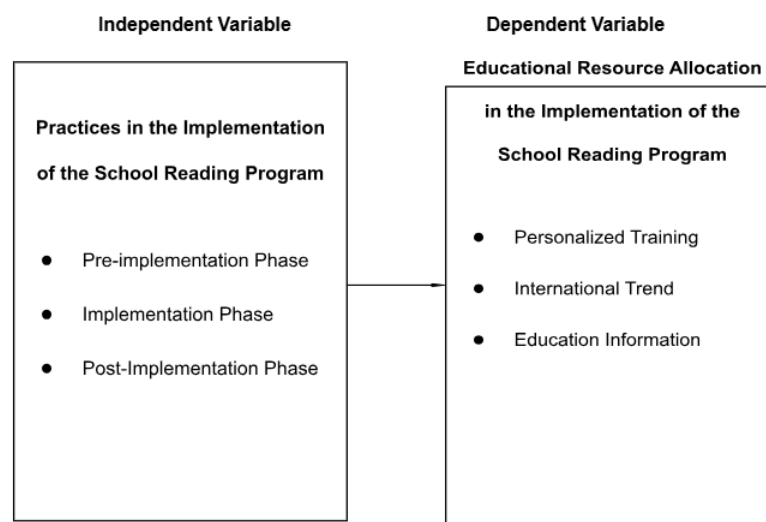 Independent Variable
Practices in the Implementation
of the School Reading Program
● Pre-implementation Phase
● Implementation Phase
● Post-Implementation Phase
Dependent Variable
Educational Resource Allocation
in the Implementation of the
School Reading Program
● Personalized Training
● International Trend
● Education Information